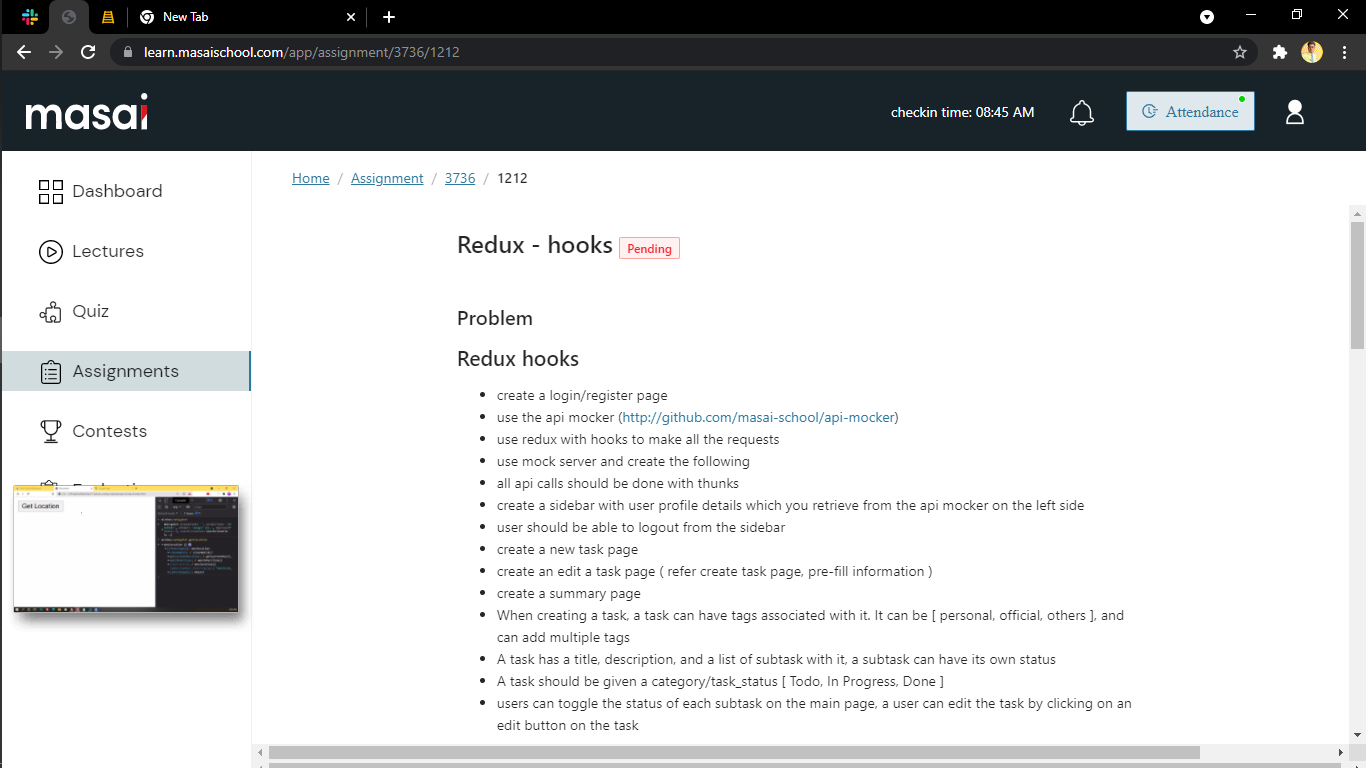 New Tab
learn.masaischool.com/app/assignment/3736/1212
masai
checkin time: 08:45 AM
Attendance
Dashboard
Lectures
Quiz
Assignments
Contests
Home / Assignment / 3736 / 1212
Redux - hooks Pending
Problem
Redux hooks
create a login/register page
use the api mocker (http://github.com/masai-school/api-mocker)
use redux with hooks to make all the requests
use mock server and create the following
all api calls should be done with thunks
create a sidebar with user profile details which you retrieve from the api mocker on the left side
user should be able to logout from the sidebar
create a new task page
create an edit a task page ( refer create task page, pre-fill information )
create a summary page
When creating a task, a task can have tags associated with it. It can be [ personal, official, others ], and
can add multiple tags
A task has a title, description, and a list of subtask with it, a subtask can have its own status
A task should be given a category/task_status [ Todo, In Progress, Done ]
users can toggle the status of each subtask on the main page, a user can edit the task by clicking on an
edit button on the task
Get Location